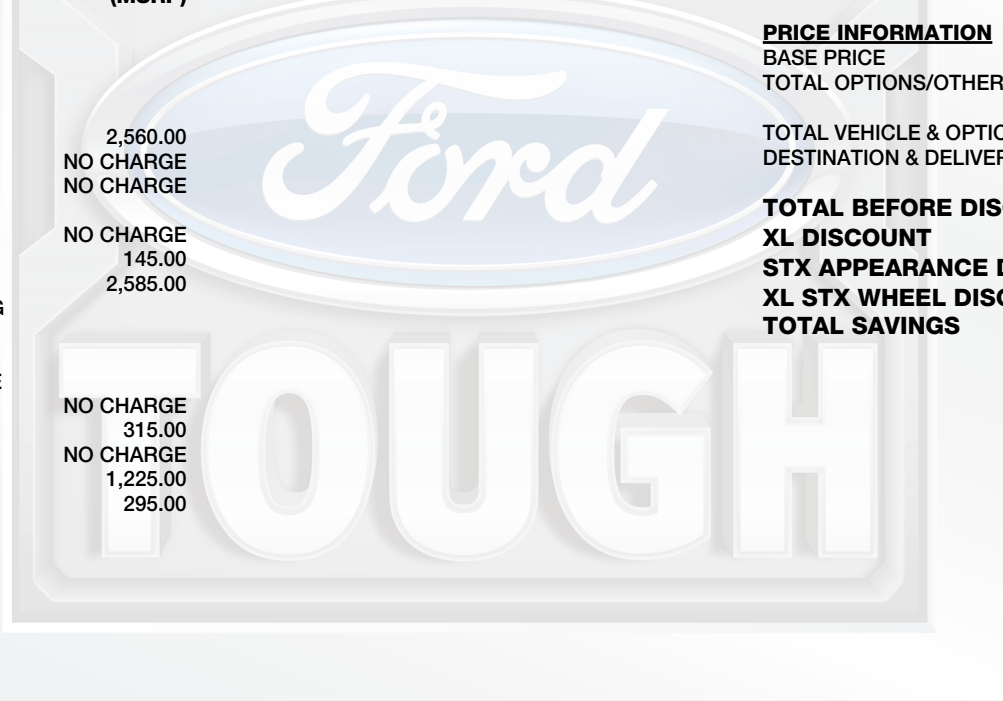 (MSRP)
2,560.00
NO CHARGE
NO CHARGE
NO CHARGE
145.00
2,585.00
NO CHARGE
315.00
NO CHARGE
1,225.00
295.00
Ford
TOUGH
PRICE INFORMATION
BASE PRICE
TOTAL OPTIONS/OTHER
TOTAL VEHICLE & OPTIO
DESTINATION & DELIVER
TOTAL BEFORE DISC
XL DISCOUNT
STX APPEARANCE D
XL STX WHEEL DISC
TOTAL SAVINGS